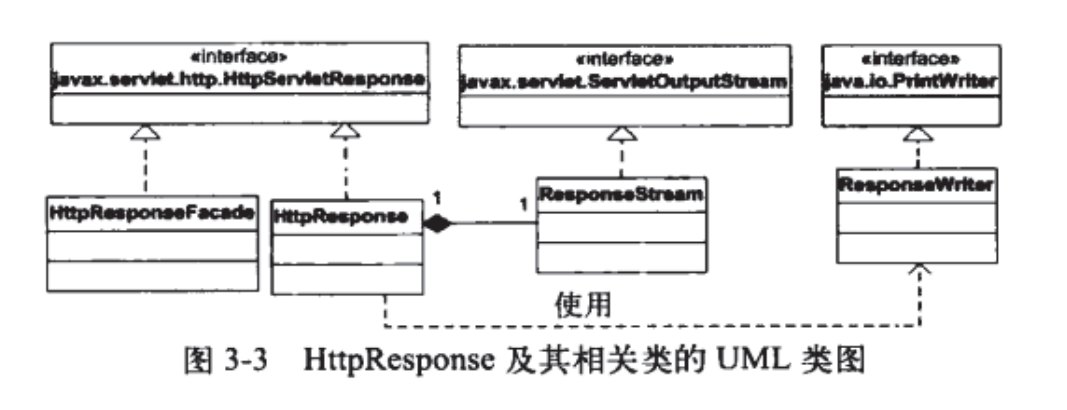 «interface»
javax.servlet.http.HttpServletResponse
«interface»
javax.servlet.ServletOutputStream
«interface»
java.io.PrintWriter
HttpResponseFacade
HttpResponse
1
1
ResponseStream
ResponseWriter
使用
图 3-3 HttpResponse 及其相关类的 UML 类图